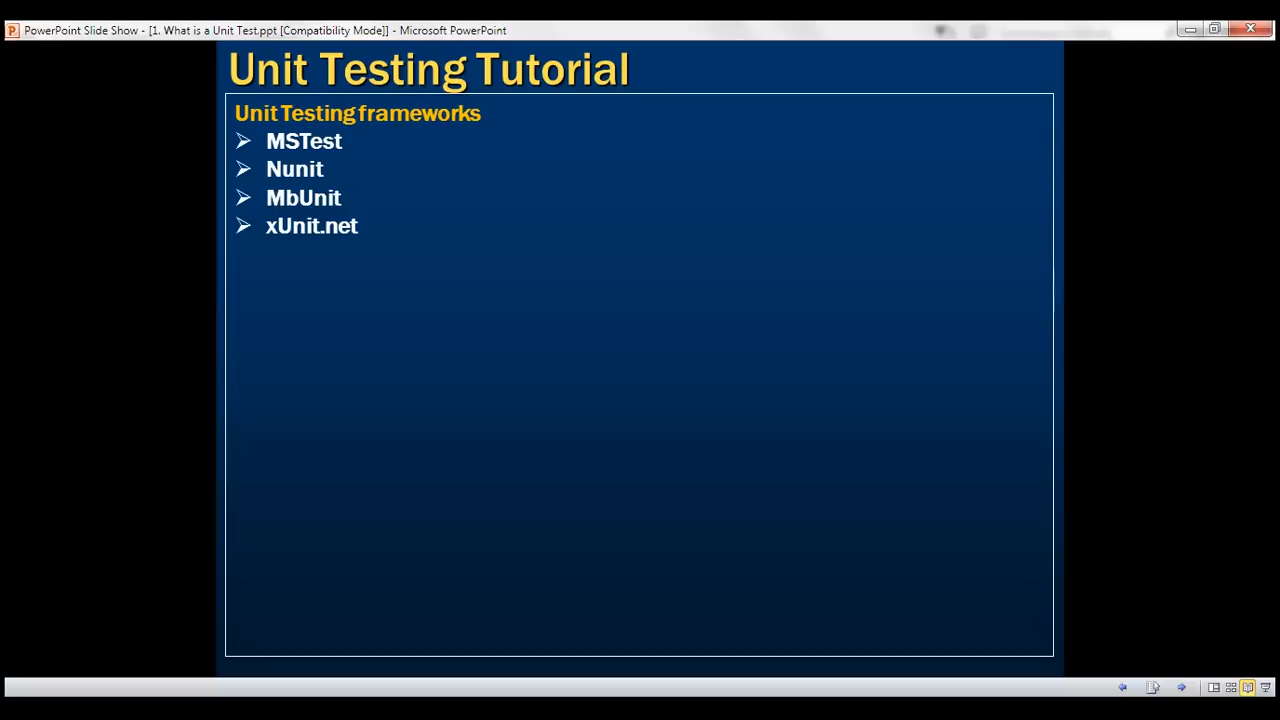 PowerPoint Slide Show - [1. What is a Unit Test.ppt [Compatibility Mode]] - Microsoft PowerPoint
Unit Testing Tutorial
Unit Testing frameworks
MSTest
Nunit
MbUnit
xUnit.net